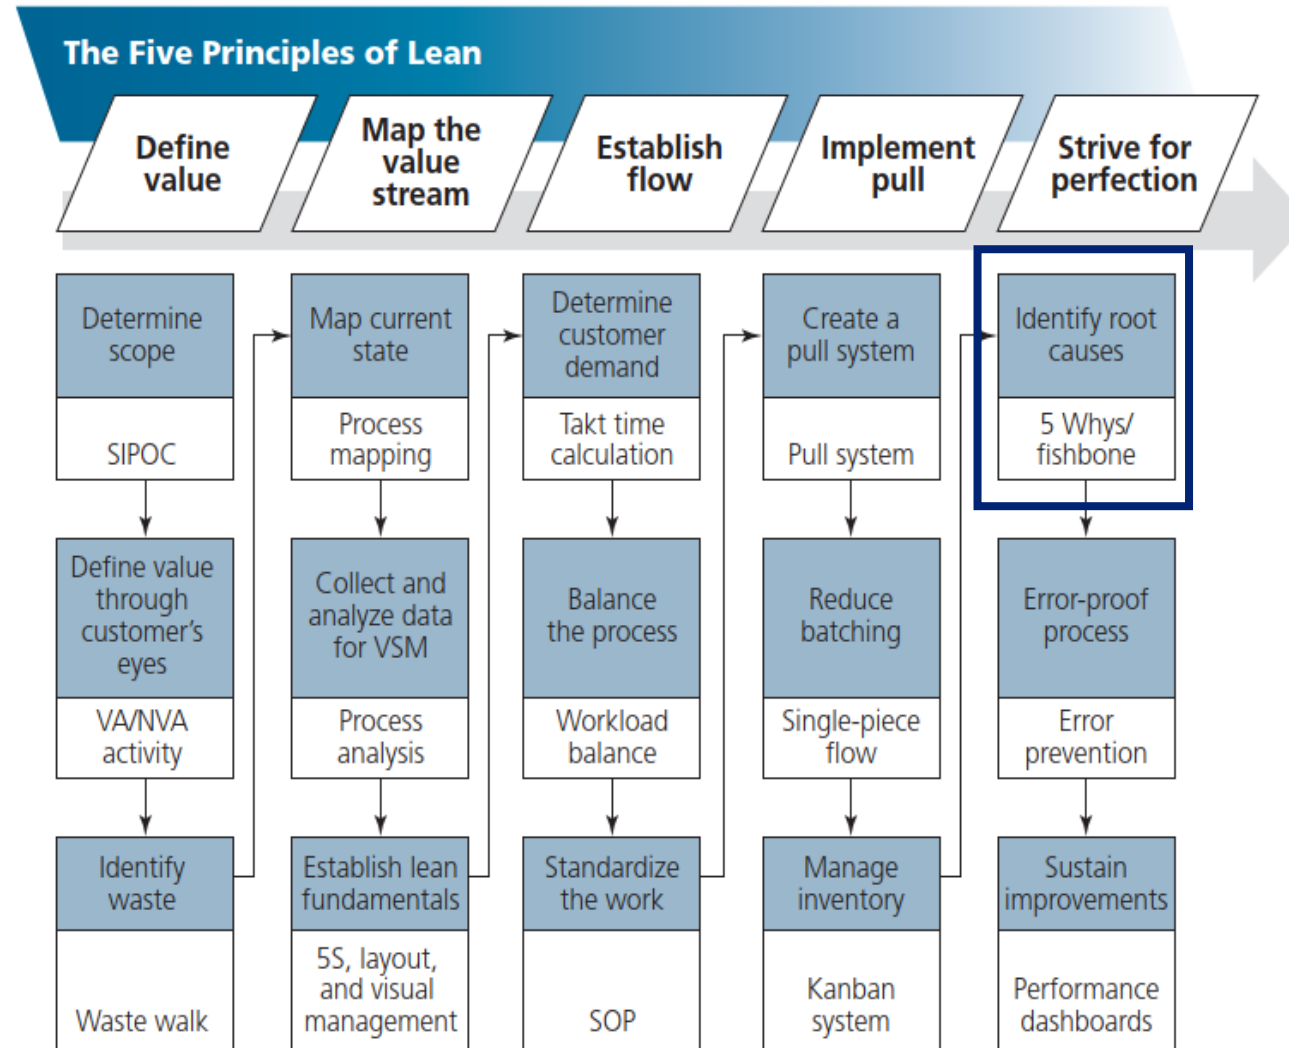 The Five Principles of Lean
Define
value
Map the
value
stream
Establish
flow
Implement
pull
Strive for
perfection
Determine
scope
SIPOC
Define value
through
customer's
eyes
VA/NVA
activity
Identify
waste
Waste walk
Map current
state
Process
mapping
Collect and
analyze data
for VSM
Process
analysis
Establish lean
fundamentals
5S, layout,
and visual
management
Determine
customer
demand
Takt time
calculation
Balance
the process
Workload
balance
Standardize
the work
SOP
Create a
pull system
Pull system
Reduce
batching
Single-piece
flow
Manage
inventory
Kanban
system
Identify root
causes
5 Whys/
fishbone
Error-proof
process
Error
prevention
Sustain
improvements
Performance
dashboards